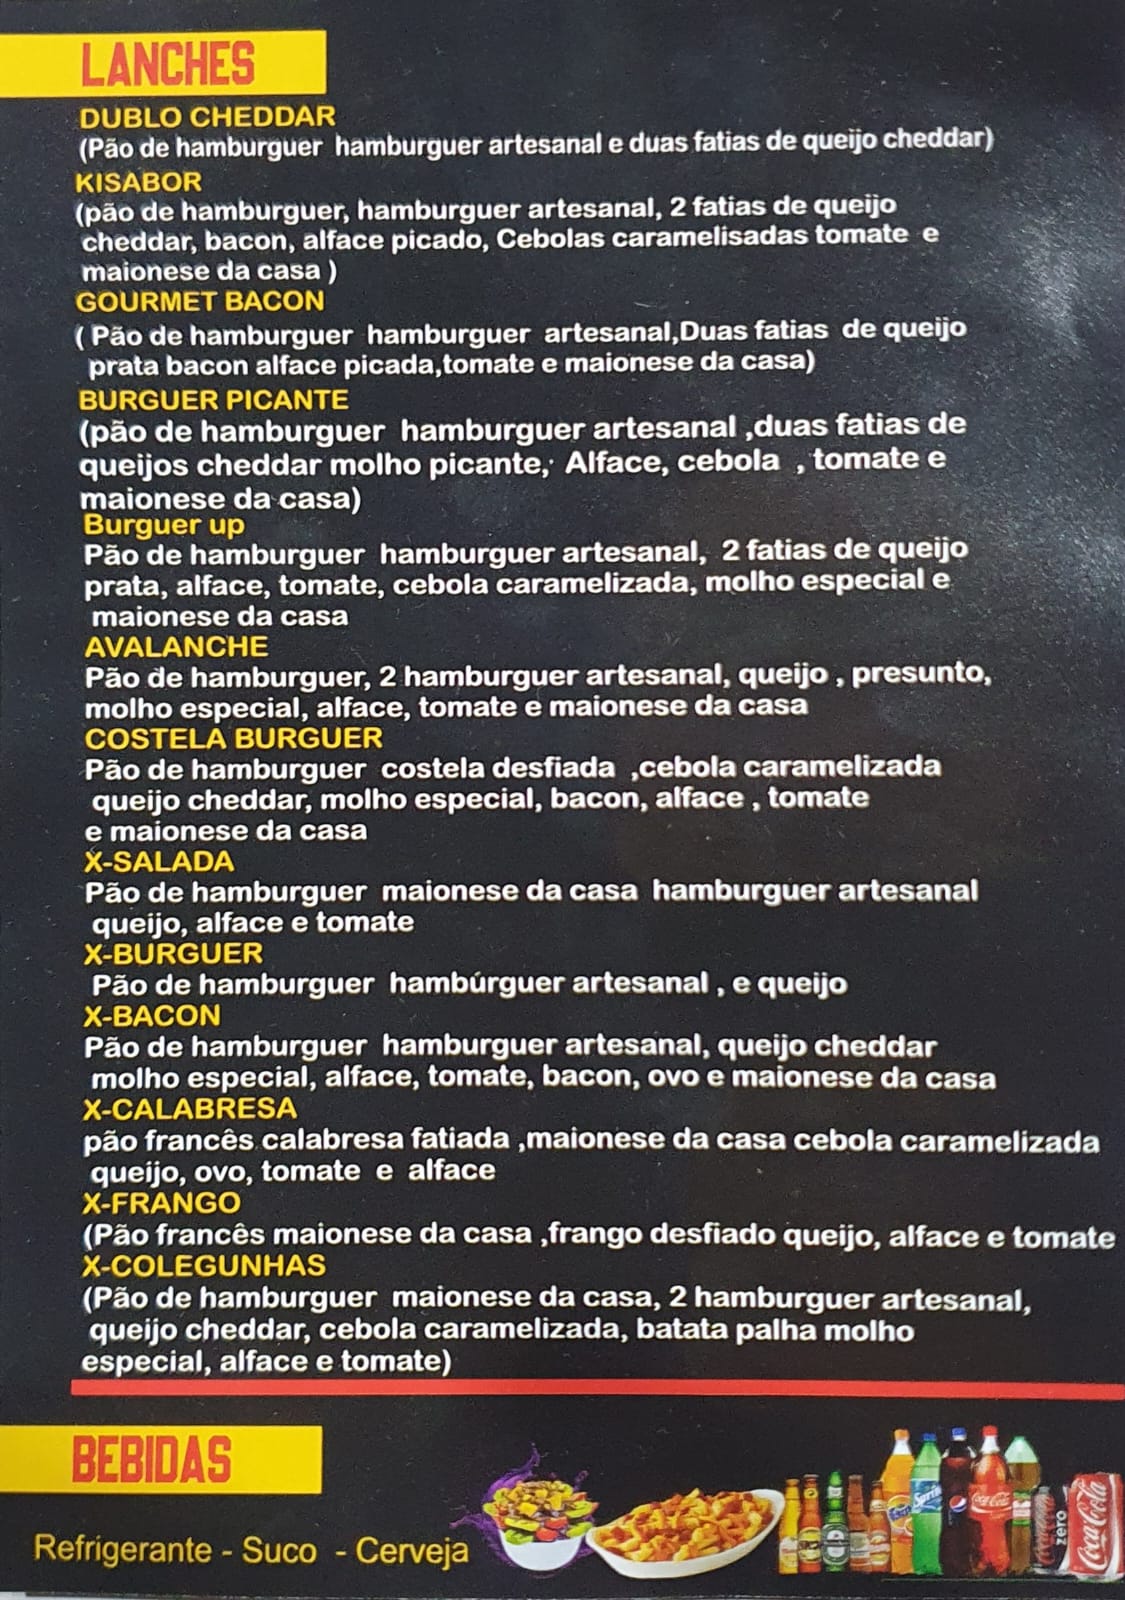 LANCHES
DUBLO CHEDDAR
(Pão de hamburguer hamburguer artesanal e duas fatias de queijo cheddar)
KISABOR
(pão de hamburguer, hamburguer artesanal, 2 fatias de queijo
cheddar, bacon, alface picado, Cebolas caramelisadas tomate e
maionese da casa )
GOURMET BACON
( Pão de hamburguer hamburguer artesanal,Duas fatias de queijo
prata bacon alface picada,tomate e maionese da casa)
BURGUER PICANTE
(pão de hamburguer hamburguer artesanal ,duas fatias de
queijos cheddar molho picante, Alface, cebola , tomate e
maionese da casa)
Burguer up
Pão de hamburguer hamburguer artesanal, 2 fatias de queijo
prata, alface, tomate, cebola caramelizada, molho especial e
maionese da casa
AVALANCHE
Pão de hamburguer, 2 hamburguer artesanal, queijo , presunto,
molho especial, alface, tomate e maionese da casa
COSTELA BURGUER
Pão de hamburguer costela desfiada ,cebola caramelizada
queijo cheddar, molho especial, bacon, alface , tomate
e maionese da casa
X-SALADA
Pão de hamburguer maionese da casa hamburguer artesanal
queijo, alface e tomate
X-BURGUER
Pão de hamburguer hambúrguer artesanal , e queijo
X-BACON
Pão de hamburguer hamburguer artesanal, queijo cheddar
molho especial, alface, tomate, bacon, ovo e maionese da casa
X-CALABRESA
pão francês calabresa fatiada ,maionese da casa cebola caramelizada
queijo, ovo, tomate e alface
X-FRANGO
(Pão francês maionese da casa ,frango desfiado queijo, alface e tomate
X-COLEGUNHAS
(Pão de hamburguer maionese da casa, 2 hamburguer artesanal,
queijo cheddar, cebola caramelizada, batata palha molho
especial, alface e tomate)
BEBIDAS
Refrigerante - Suco - Cerveja
Sprite
Coca-Cola
zero
Coca-Cola